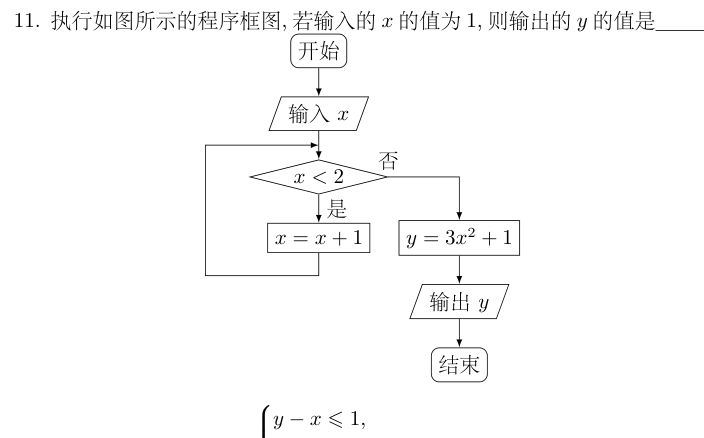 11. 执行如图所示的程序框图, 若输入的 x 的值为 1, 则输出的 y 的值是
开始
输入 x
否
x < 2
是
x = x + 1
y = 3x² + 1
输出 y
结束
y − x ⩽ 1,